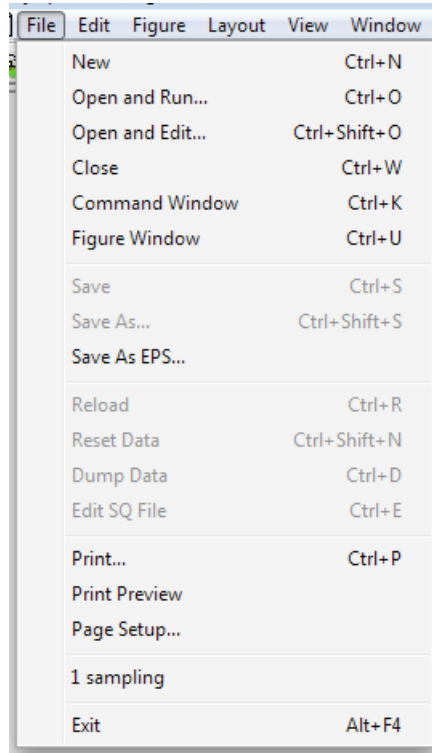 File Edit Figure Layout View Window
New Ctrl+N
Open and Run... Ctrl+O
Open and Edit... Ctrl+Shift+O
Close Ctrl+W
Command Window Ctrl+K
Figure Window Ctrl+U
Save Ctrl+S
Save As... Ctrl+Shift+S
Save As EPS...
Reload Ctrl+R
Reset Data Ctrl+Shift+N
Dump Data Ctrl+D
Edit SQ File Ctrl+E
Print... Ctrl+P
Print Preview
Page Setup...
1 sampling
Exit Alt+F4